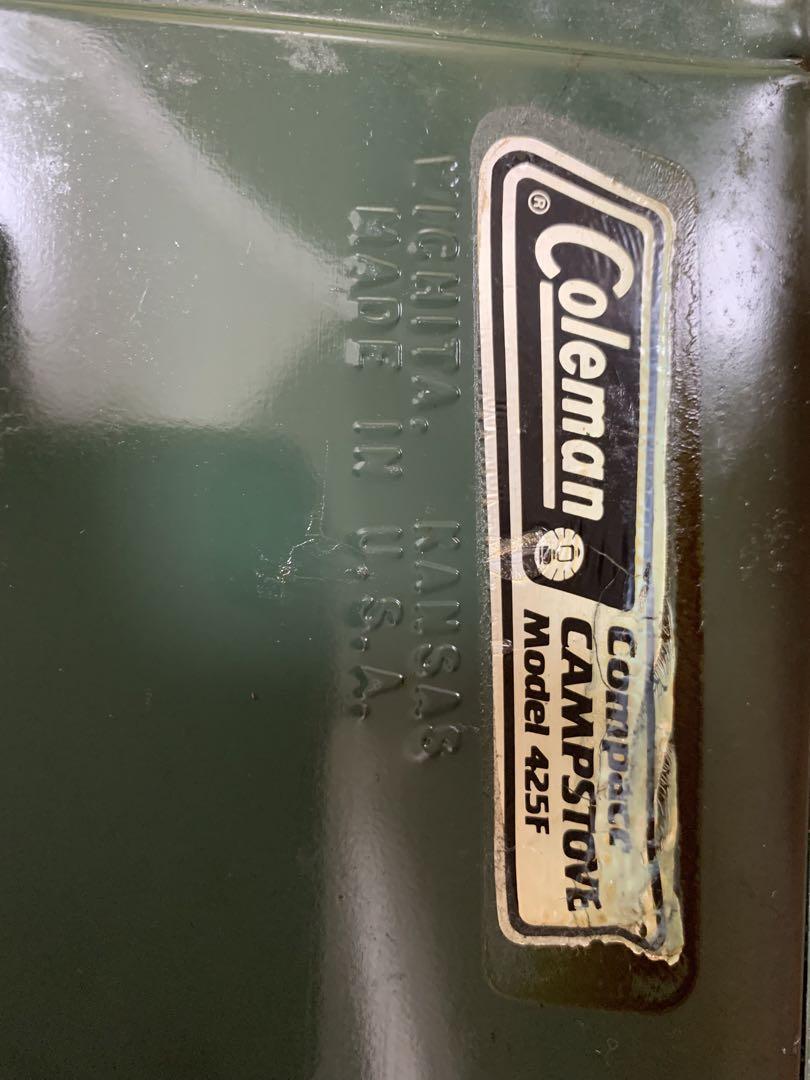 Coleman®
Compact
CAMPSTOVE
Model 425F
WICHITA, KANSAS
MADE IN U.S.A.